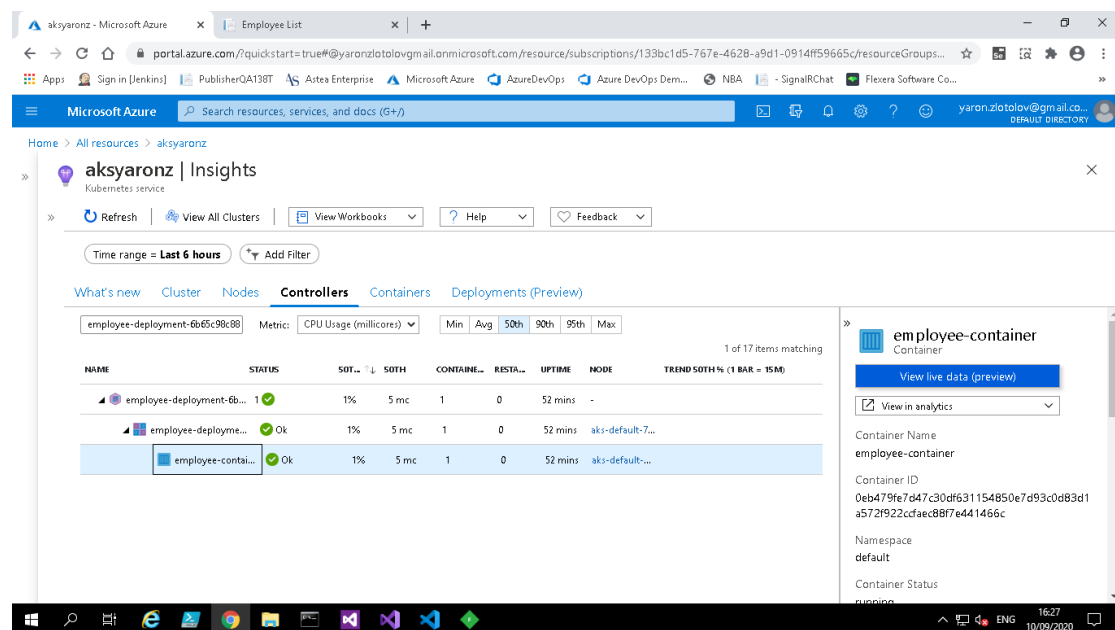 aksyaronz - Microsoft Azure
Employee List
portal.azure.com/?quickstart=true#@yaronzlotolovgmail.onmicrosoft.com/resource/subscriptions/133bc1d5-767e-4628-a9d1-0914ff59665c/resourceGroups...
Apps Sign in [Jenkins] PublisherQA138T Astea Enterprise Microsoft Azure AzureDevOps Azure DevOps Dem... NBA - SignalRChat Flexera Software Co... »
Microsoft Azure Search resources, services, and docs (G+/) yaron.zlotolov@gmail.co...
DEFAULT DIRECTORY
Home > All resources > aksyaronz
aksyaronz | Insights
Kubernetes service
Refresh View All Clusters View Workbooks Help Feedback
Time range = Last 6 hours Add Filter
What's new Cluster Nodes Controllers Containers Deployments (Preview)
employee-deployment-6b65c98c88 Metric: CPU Usage (millicores) Min Avg 50th 90th 95th Max
1 of 17 items matching
NAME STATUS 50T... 50TH CONTAINE... RESTA... UPTIME NODE TREND 50TH % (1 BAR = 15M)
employee-deployment-6b... 1 1% 5 mc 1 0 52 mins -
employee-deployme... Ok 1% 5 mc 1 0 52 mins aks-default-7...
employee-contai... Ok 1% 5 mc 1 0 52 mins aks-default-...
employee-container
Container
View live data (preview)
View in analytics
Container Name
employee-container
Container ID
0eb479fe7d47c30df631154850e7d93c0d83d1
a572f922ccfaec88f7e441466c
Namespace
default
Container Status
running
ENG 16:27
10/09/2020